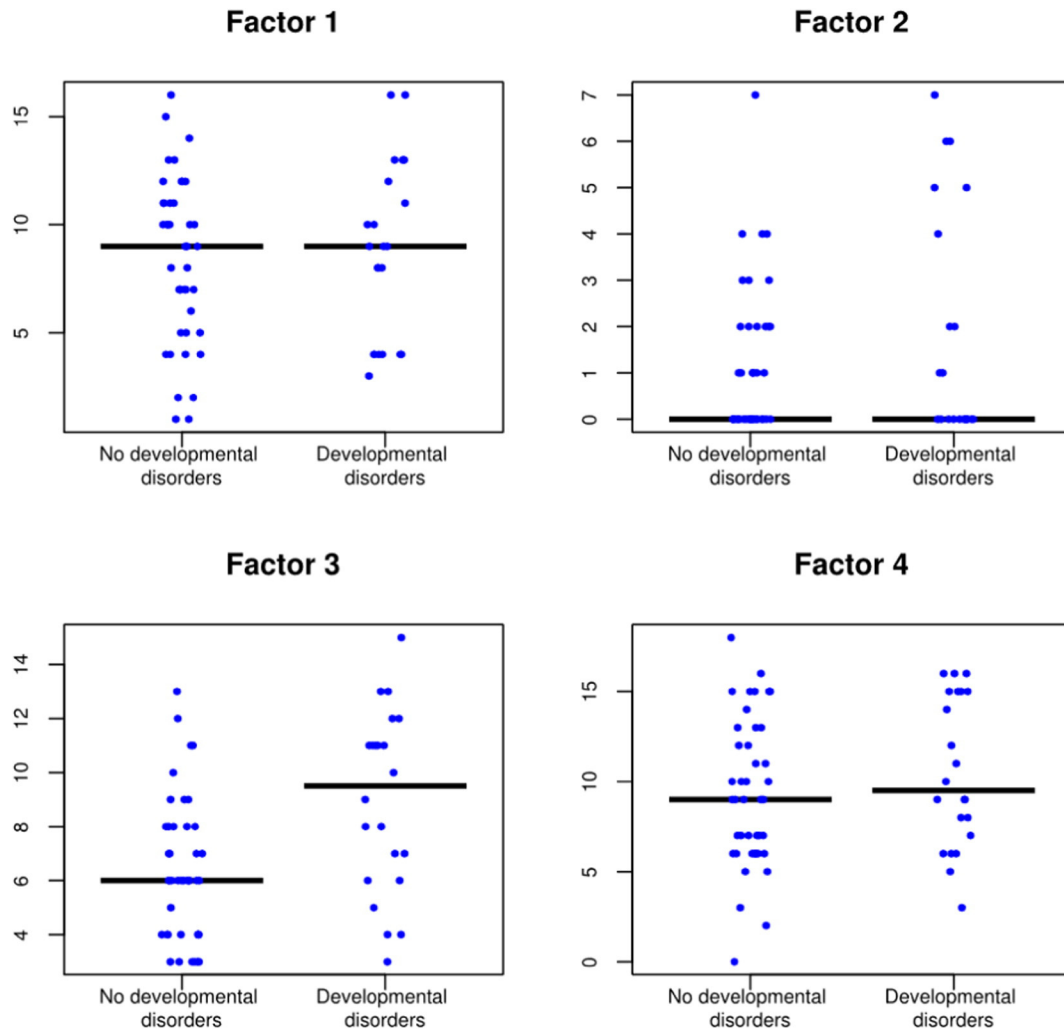 Factor 1
15
10
5
No developmental
disorders
Developmental
disorders
Factor 2
7
6
5
4
3
2
1
0
No developmental
disorders
Developmental
disorders
Factor 3
14
12
10
8
6
4
No developmental
disorders
Developmental
disorders
Factor 4
15
10
5
0
No developmental
disorders
Developmental
disorders